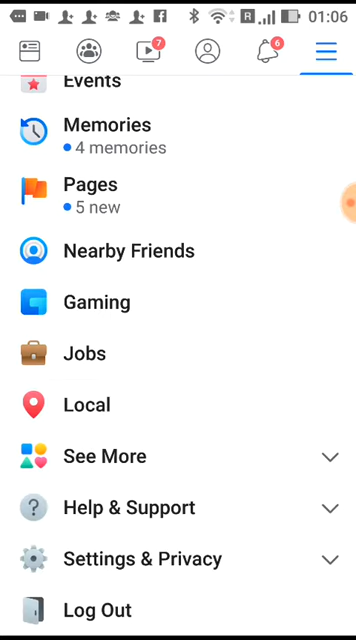 R
01:06
7
6
Events
Memories
4 memories
Pages
5 new
Nearby Friends
Gaming
Jobs
Local
See More
Help & Support
Settings & Privacy
Log Out